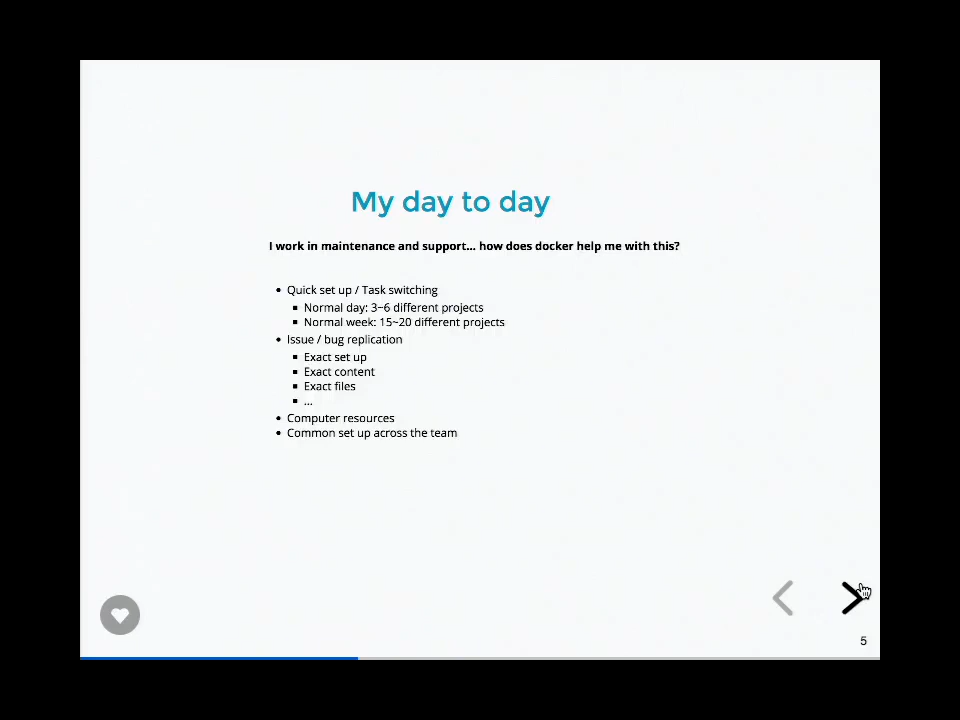 My day to day
I work in maintenance and support... how does docker help me with this?
• Quick set up / Task switching
▪ Normal day: 3~6 different projects
▪ Normal week: 15~20 different projects
• Issue / bug replication
▪ Exact set up
▪ Exact content
▪ Exact files
▪ ...
• Computer resources
• Common set up across the team
5